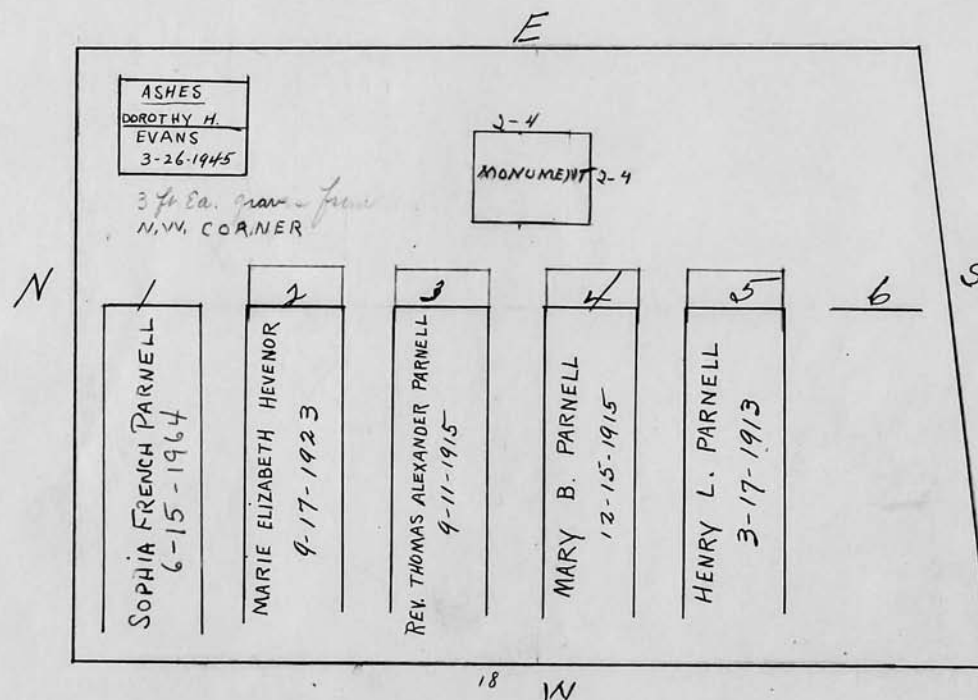 E
ASHES
DOROTHY H.
EVANS
3-26-1945
2-4
MONUMENT 2-4
3 ft Ea. grave from
N.W. CORNER
N
S
1
2
3
4
5
6
SOPHIA FRENCH PARNELL
6-15-1964
MARIE ELIZABETH HEVENOR
9-17-1923
REV. THOMAS ALEXANDER PARNELL
9-11-1915
MARY B. PARNELL
12-15-1915
HENRY L. PARNELL
3-17-1913
18
W